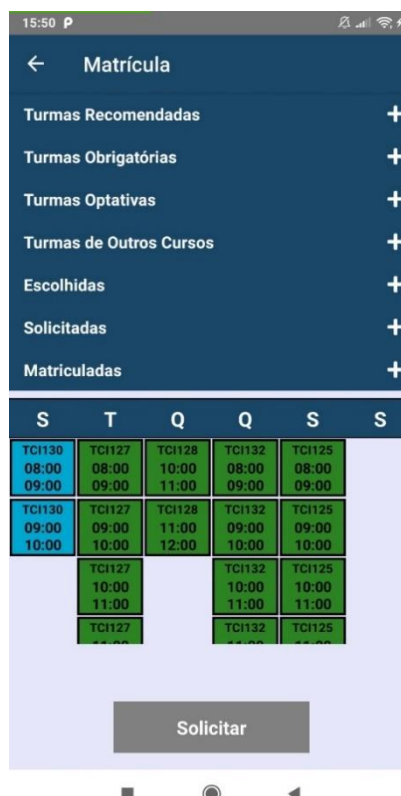 15:50 P
Matrícula
Turmas Recomendadas +
Turmas Obrigatórias +
Turmas Optativas +
Turmas de Outros Cursos +
Escolhidas +
Solicitadas +
Matriculadas +
S T Q Q S S
TCI130 TCI127 TCI128 TCI132 TCI125
08:00 08:00 10:00 08:00 08:00
09:00 09:00 11:00 09:00 09:00
TCI130 TCI127 TCI128 TCI132 TCI125
09:00 09:00 11:00 09:00 09:00
10:00 10:00 12:00 10:00 10:00
TCI127 TCI132 TCI125
10:00 10:00 10:00
11:00 11:00 11:00
TCI127 TCI132 TCI125
Solicitar